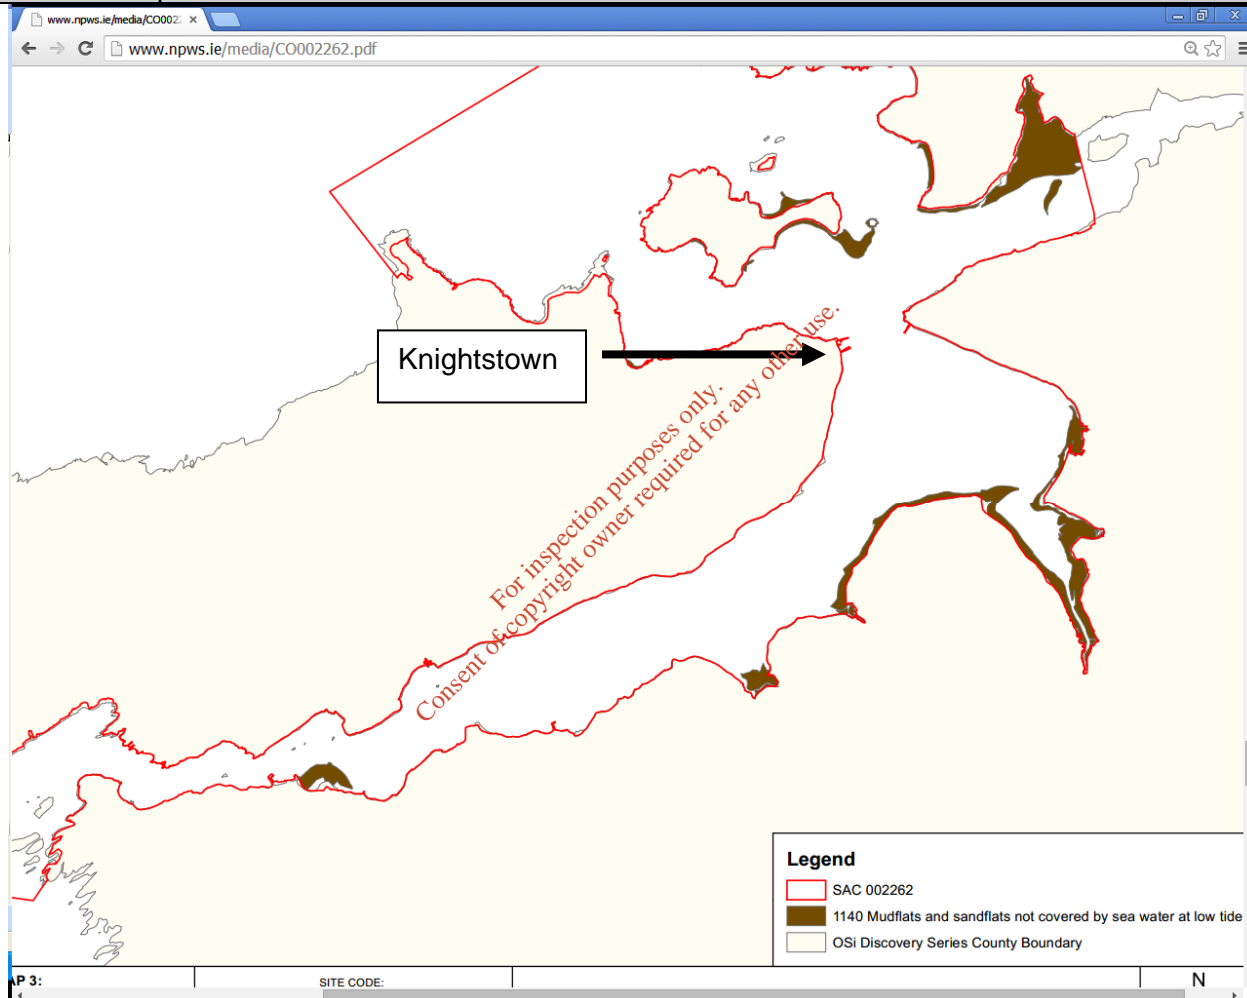 www.npws.ie/media/CO002
www.npws.ie/media/CO002262.pdf
Knightstown
For inspection purposes only.
Consent of copyright owner required for any other use.
Legend
SAC 002262
1140 Mudflats and sandflats not covered by sea water at low tide
OSi Discovery Series County Boundary
AP 3:
SITE CODE:
N